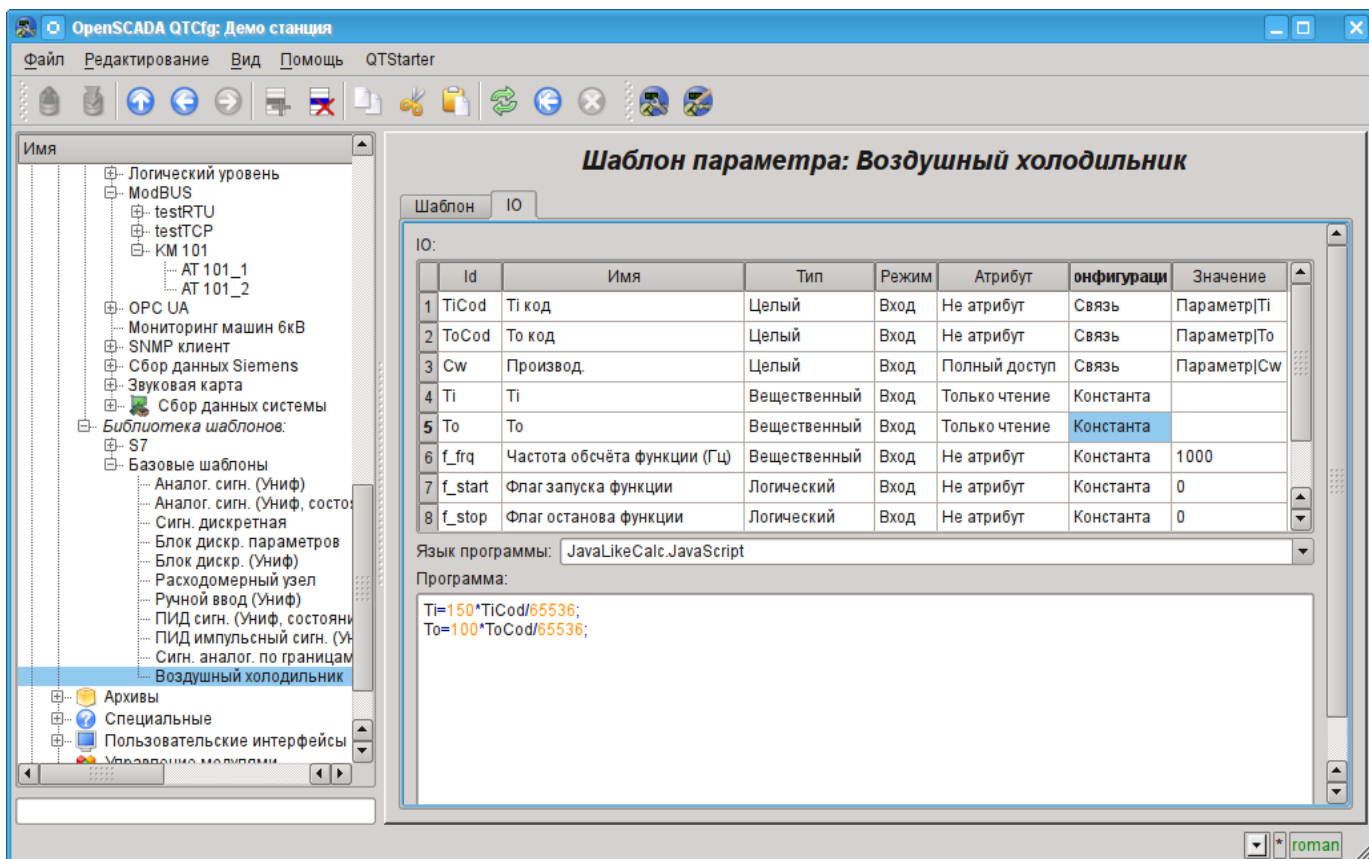 OpenSCADA QTCfg: Демо станция
Файл Редактирование Вид Помощь QTStarter
Имя
Логический уровень
ModBUS
testRTU
testTCP
КМ 101
АТ 101_1
АТ 101_2
OPC UA
Мониторинг машин 6кВ
SNMP клиент
Сбор данных Siemens
Звуковая карта
Сбор данных системы
Библиотека шаблонов:
S7
Базовые шаблоны
Аналог. сигн. (Униф)
Аналог. сигн. (Униф, состо
Сигн. дискретная
Блок дискр. параметров
Блок дискр. (Униф)
Расходомерный узел
Ручной ввод (Униф)
ПИД сигн. (Униф, состояни
ПИД импульсный сигн. (Ун
Сигн. аналог. по границам
Воздушный холодильник
Архивы
Специальные
Пользовательские интерфейсы
Управление модулями
Шаблон параметра: Воздушный холодильник
Шаблон IO
IO:
Id Имя Тип Режим Атрибут онфигураци Значение
1 TiCod Ti код Целый Вход Не атрибут Связь Параметр|Ti
2 ToCod To код Целый Вход Не атрибут Связь Параметр|To
3 Cw Производ. Целый Вход Полный доступ Связь Параметр|Cw
4 Ti Ti Вещественный Вход Только чтение Константа
5 To To Вещественный Вход Только чтение Константа
6 f_frq Частота обсчёта функции (Гц) Вещественный Вход Не атрибут Константа 1000
7 f_start Флаг запуска функции Логический Вход Не атрибут Константа 0
8 f_stop Флаг останова функции Логический Вход Не атрибут Константа 0
Язык программы: JavaLikeCalc.JavaScript
Программа:
Ti=150*TiCod/65536;
To=100*ToCod/65536;
* roman